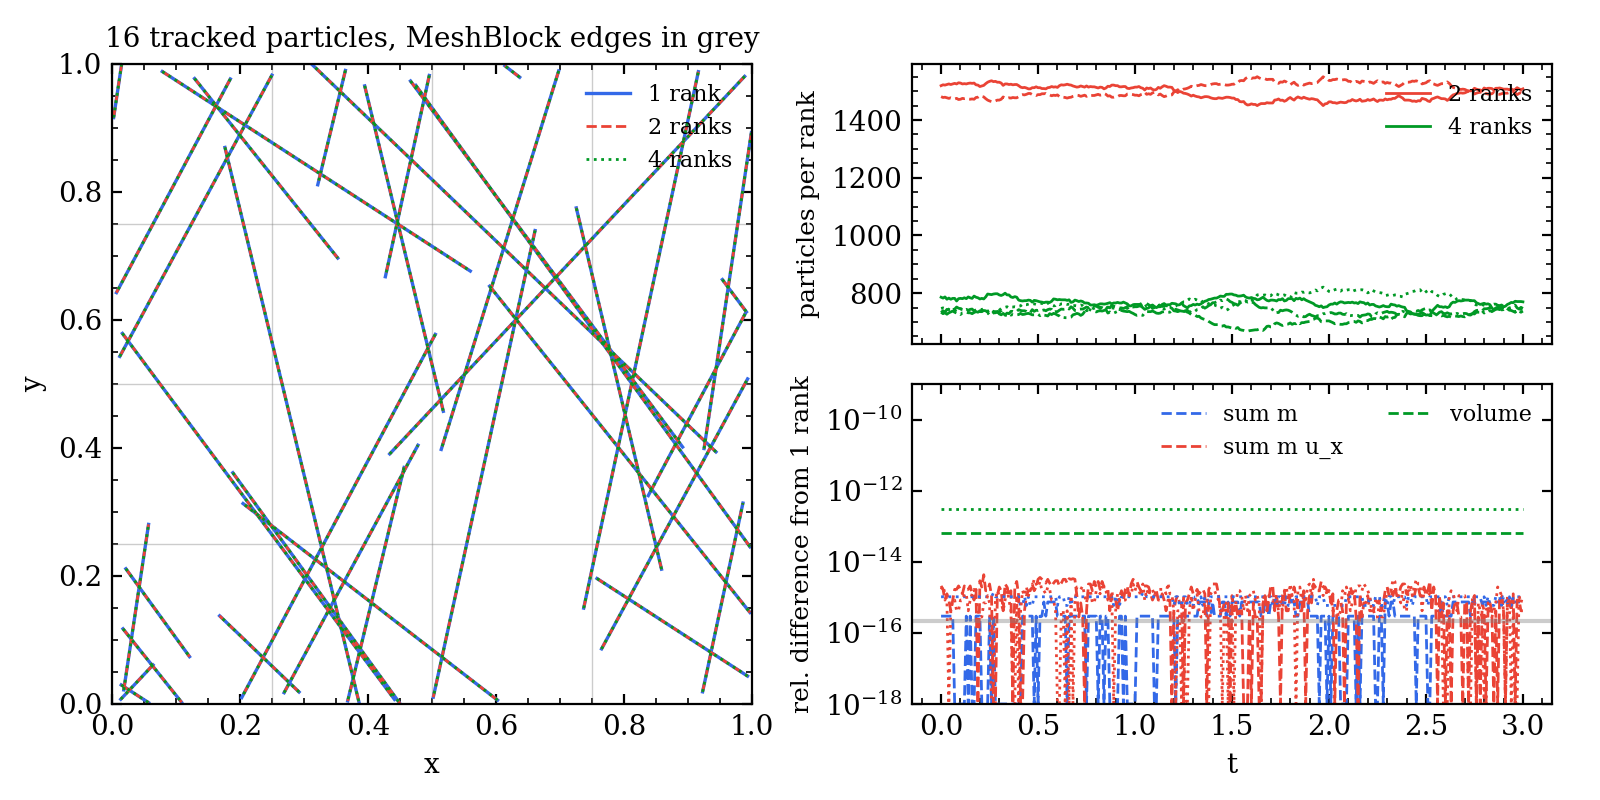 16 tracked particles, MeshBlock edges in grey
1.0
0.8
0.6
0.4
0.2
0.0
y
1 rank
2 ranks
4 ranks
0.0 0.2 0.4 0.6 0.8 1.0
x
particles per rank
1400
1200
1000
800
2 ranks
4 ranks
rel. difference from 1 rank
10⁻¹⁰
10⁻¹²
10⁻¹⁴
10⁻¹⁶
10⁻¹⁸
sum m volume
sum m u_x
0.0 0.5 1.0 1.5 2.0 2.5 3.0
t